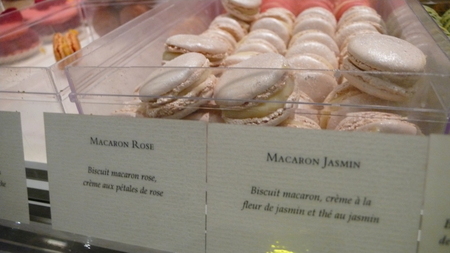 Macaron Rose
Biscuit macaron rose,
crème aux pétales de rose
Macaron Jasmin
Biscuit macaron, crème à la
fleur de jasmin et thé au jasmin